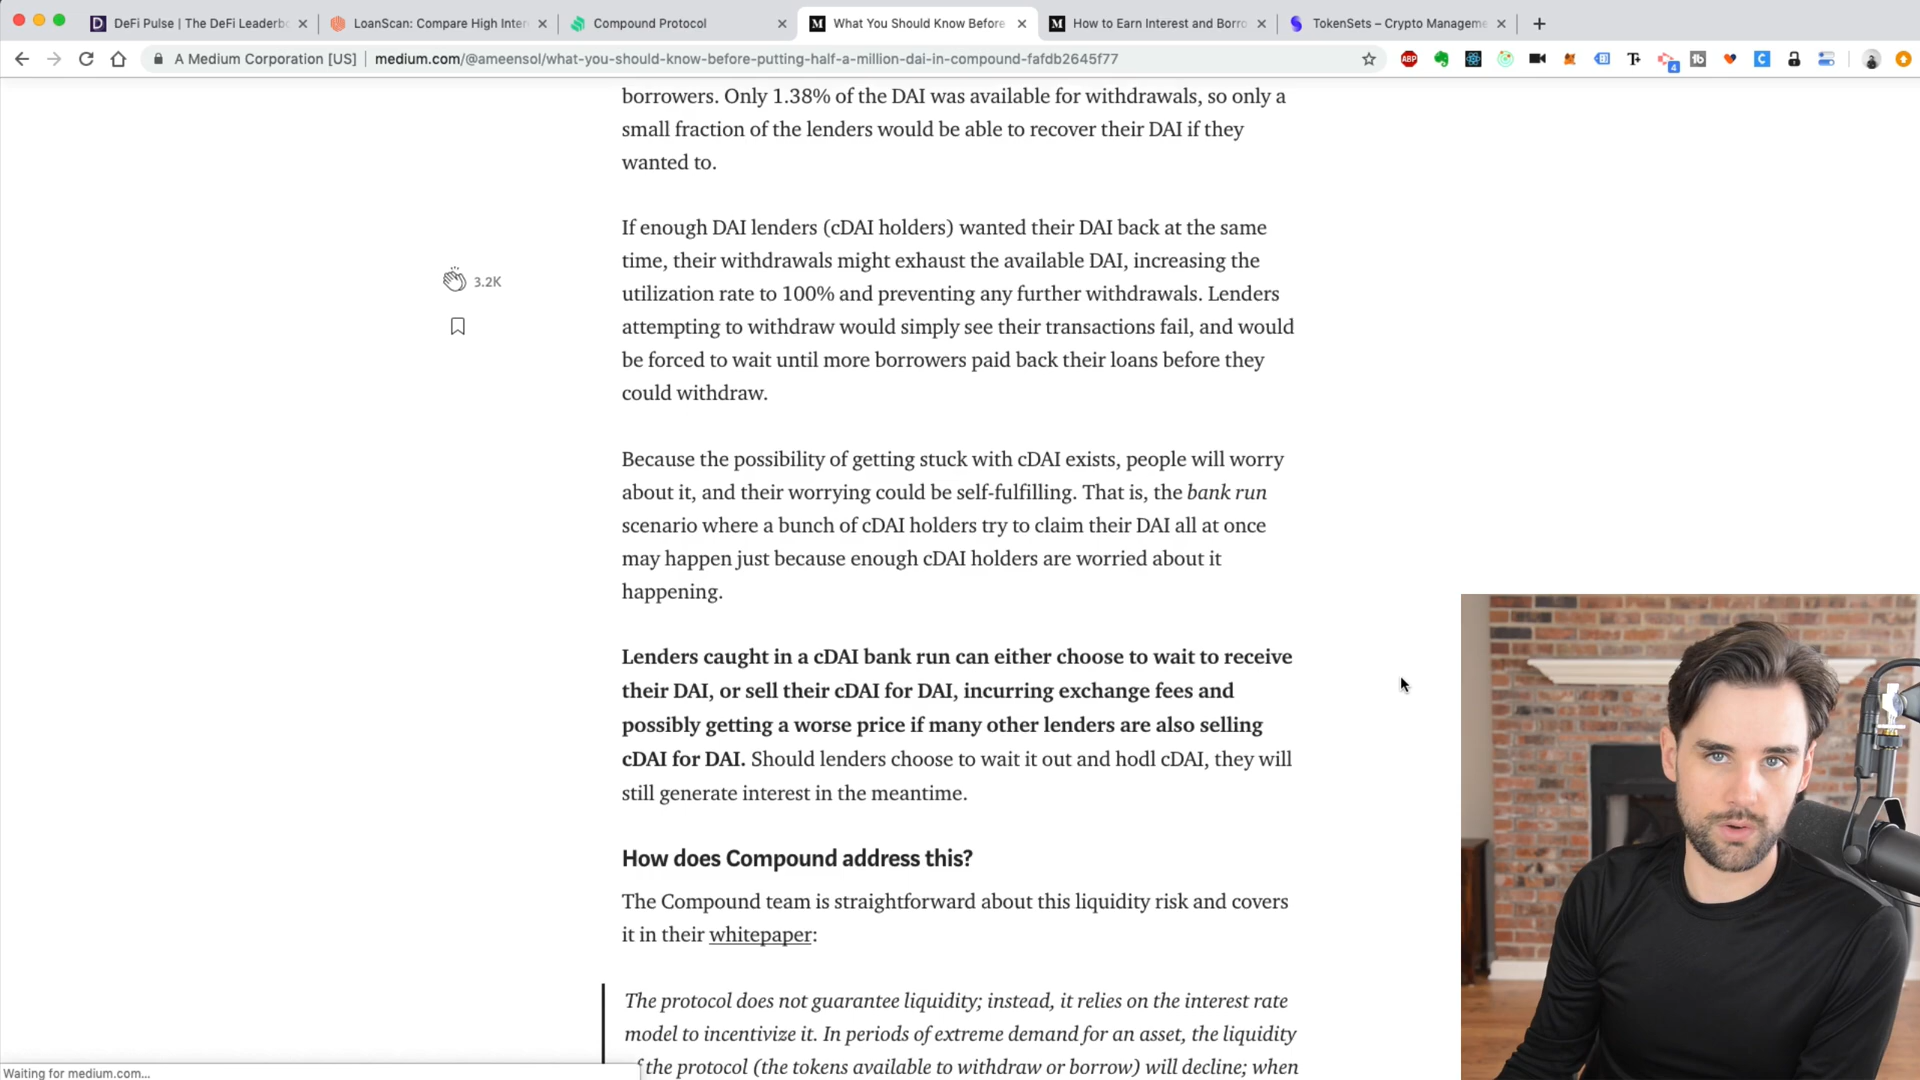 DeFi Pulse | The DeFi Leaderbo
LoanScan: Compare High Inter
Compound Protocol
What You Should Know Before
How to Earn Interest and Borro
TokenSets – Crypto Manageme
A Medium Corporation [US] | medium.com/@ameensol/what-you-should-know-before-putting-half-a-million-dai-in-compound-fafdb2645f77
borrowers. Only 1.38% of the DAI was available for withdrawals, so only a
small fraction of the lenders would be able to recover their DAI if they
wanted to.
If enough DAI lenders (cDAI holders) wanted their DAI back at the same
time, their withdrawals might exhaust the available DAI, increasing the
utilization rate to 100% and preventing any further withdrawals. Lenders
attempting to withdraw would simply see their transactions fail, and would
be forced to wait until more borrowers paid back their loans before they
could withdraw.
3.2K
Because the possibility of getting stuck with cDAI exists, people will worry
about it, and their worrying could be self-fulfilling. That is, the bank run
scenario where a bunch of cDAI holders try to claim their DAI all at once
may happen just because enough cDAI holders are worried about it
happening.
Lenders caught in a cDAI bank run can either choose to wait to receive
their DAI, or sell their cDAI for DAI, incurring exchange fees and
possibly getting a worse price if many other lenders are also selling
cDAI for DAI. Should lenders choose to wait it out and hodl cDAI, they will
still generate interest in the meantime.
How does Compound address this?
The Compound team is straightforward about this liquidity risk and covers
it in their whitepaper:
The protocol does not guarantee liquidity; instead, it relies on the interest rate
model to incentivize it. In periods of extreme demand for an asset, the liquidity
of the protocol (the tokens available to withdraw or borrow) will decline; when
Waiting for medium.com...